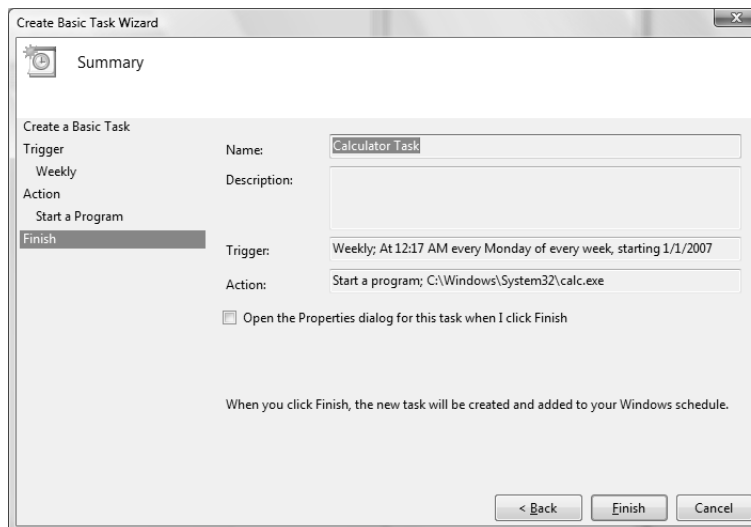 Create Basic Task Wizard
Summary
Create a Basic Task
Trigger
Weekly
Action
Start a Program
Finish
Name: Calculator Task
Description:
Trigger: Weekly; At 12:17 AM every Monday of every week, starting 1/1/2007
Action: Start a program; C:\Windows\System32\calc.exe
Open the Properties dialog for this task when I click Finish
When you click Finish, the new task will be created and added to your Windows schedule.
< Back Finish Cancel